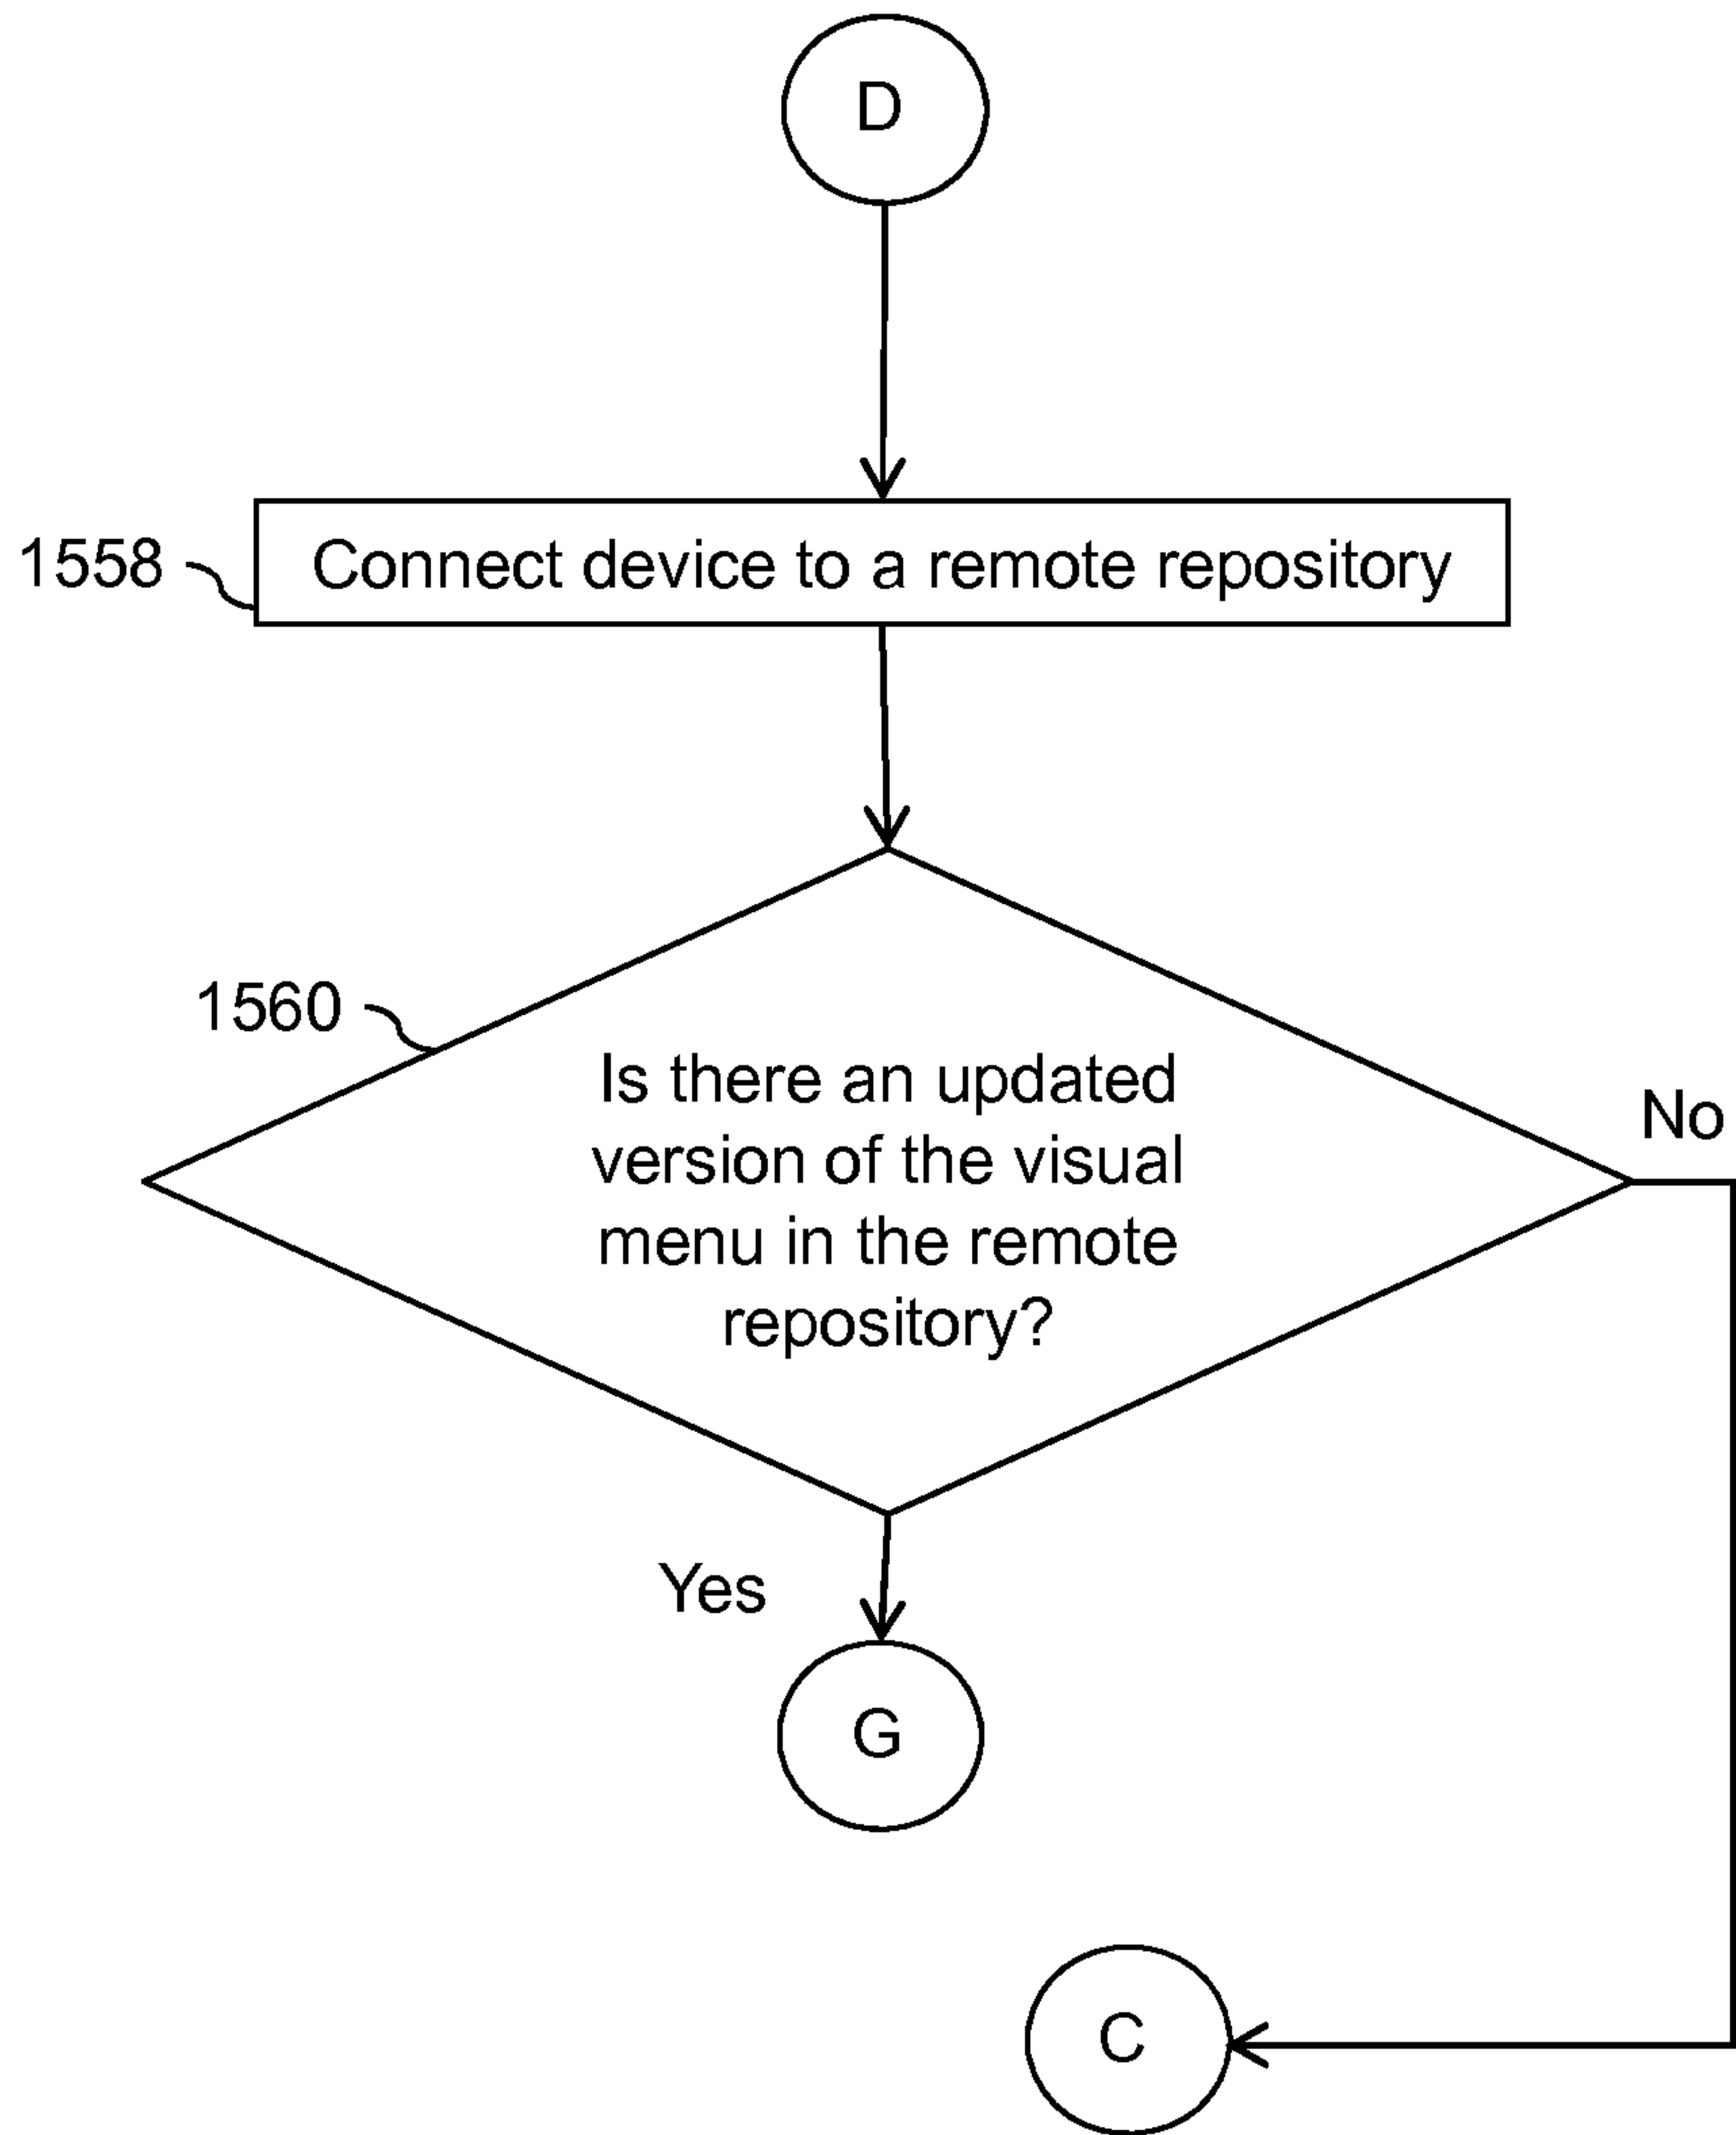 D
1558
Connect device to a remote repository
1560
Is there an updated
version of the visual
menu in the remote
repository?
No
Yes
G
C